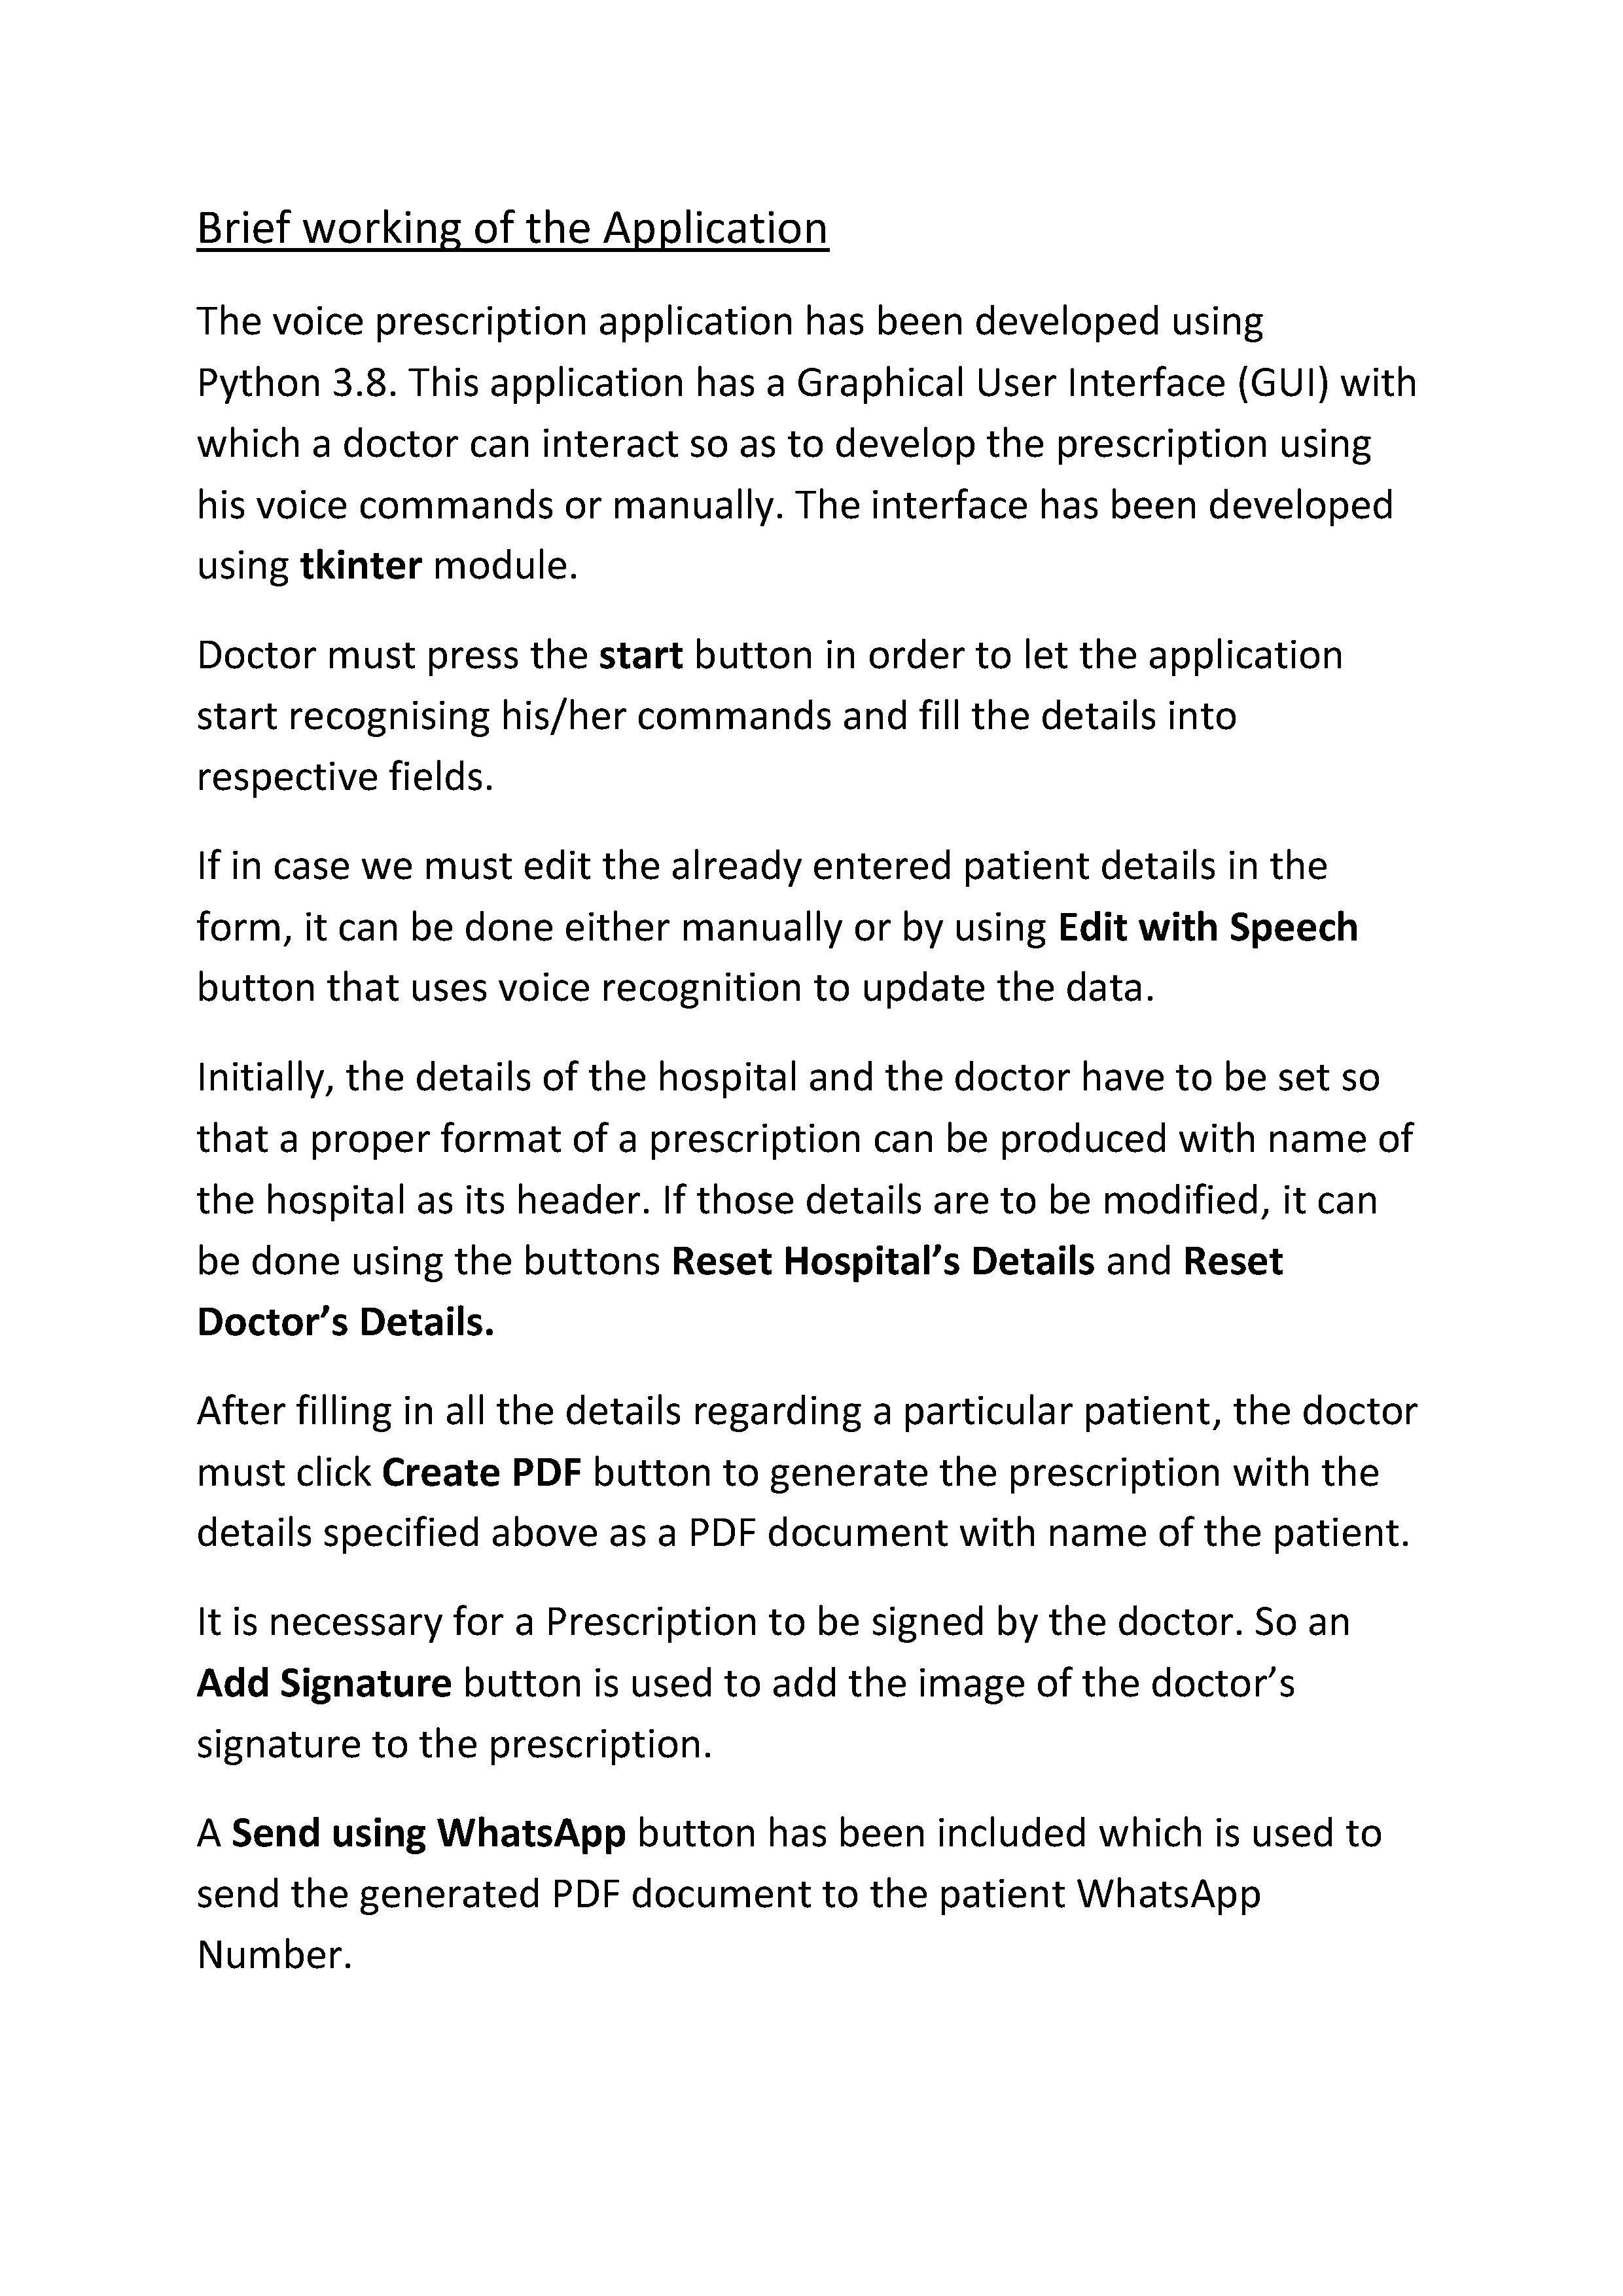 Brief working of the Application
The voice prescription application has been developed using
Python 3.8. This application has a Graphical User Interface (GUI) with
which a doctor can interact so as to develop the prescription using
his voice commands or manually. The interface has been developed
using tkinter module.
Doctor must press the start button in order to let the application
start recognising his/her commands and fill the details into
respective fields.
If in case we must edit the already entered patient details in the
form, it can be done either manually or by using Edit with Speech
button that uses voice recognition to update the data.
Initially, the details of the hospital and the doctor have to be set so
that a proper format of a prescription can be produced with name of
the hospital as its header. If those details are to be modified, it can
be done using the buttons Reset Hospital’s Details and Reset
Doctor’s Details.
After filling in all the details regarding a particular patient, the doctor
must click Create PDF button to generate the prescription with the
details specified above as a PDF document with name of the patient.
It is necessary for a Prescription to be signed by the doctor. So an
Add Signature button is used to add the image of the doctor’s
signature to the prescription.
A Send using WhatsApp button has been included which is used to
send the generated PDF document to the patient WhatsApp
Number.